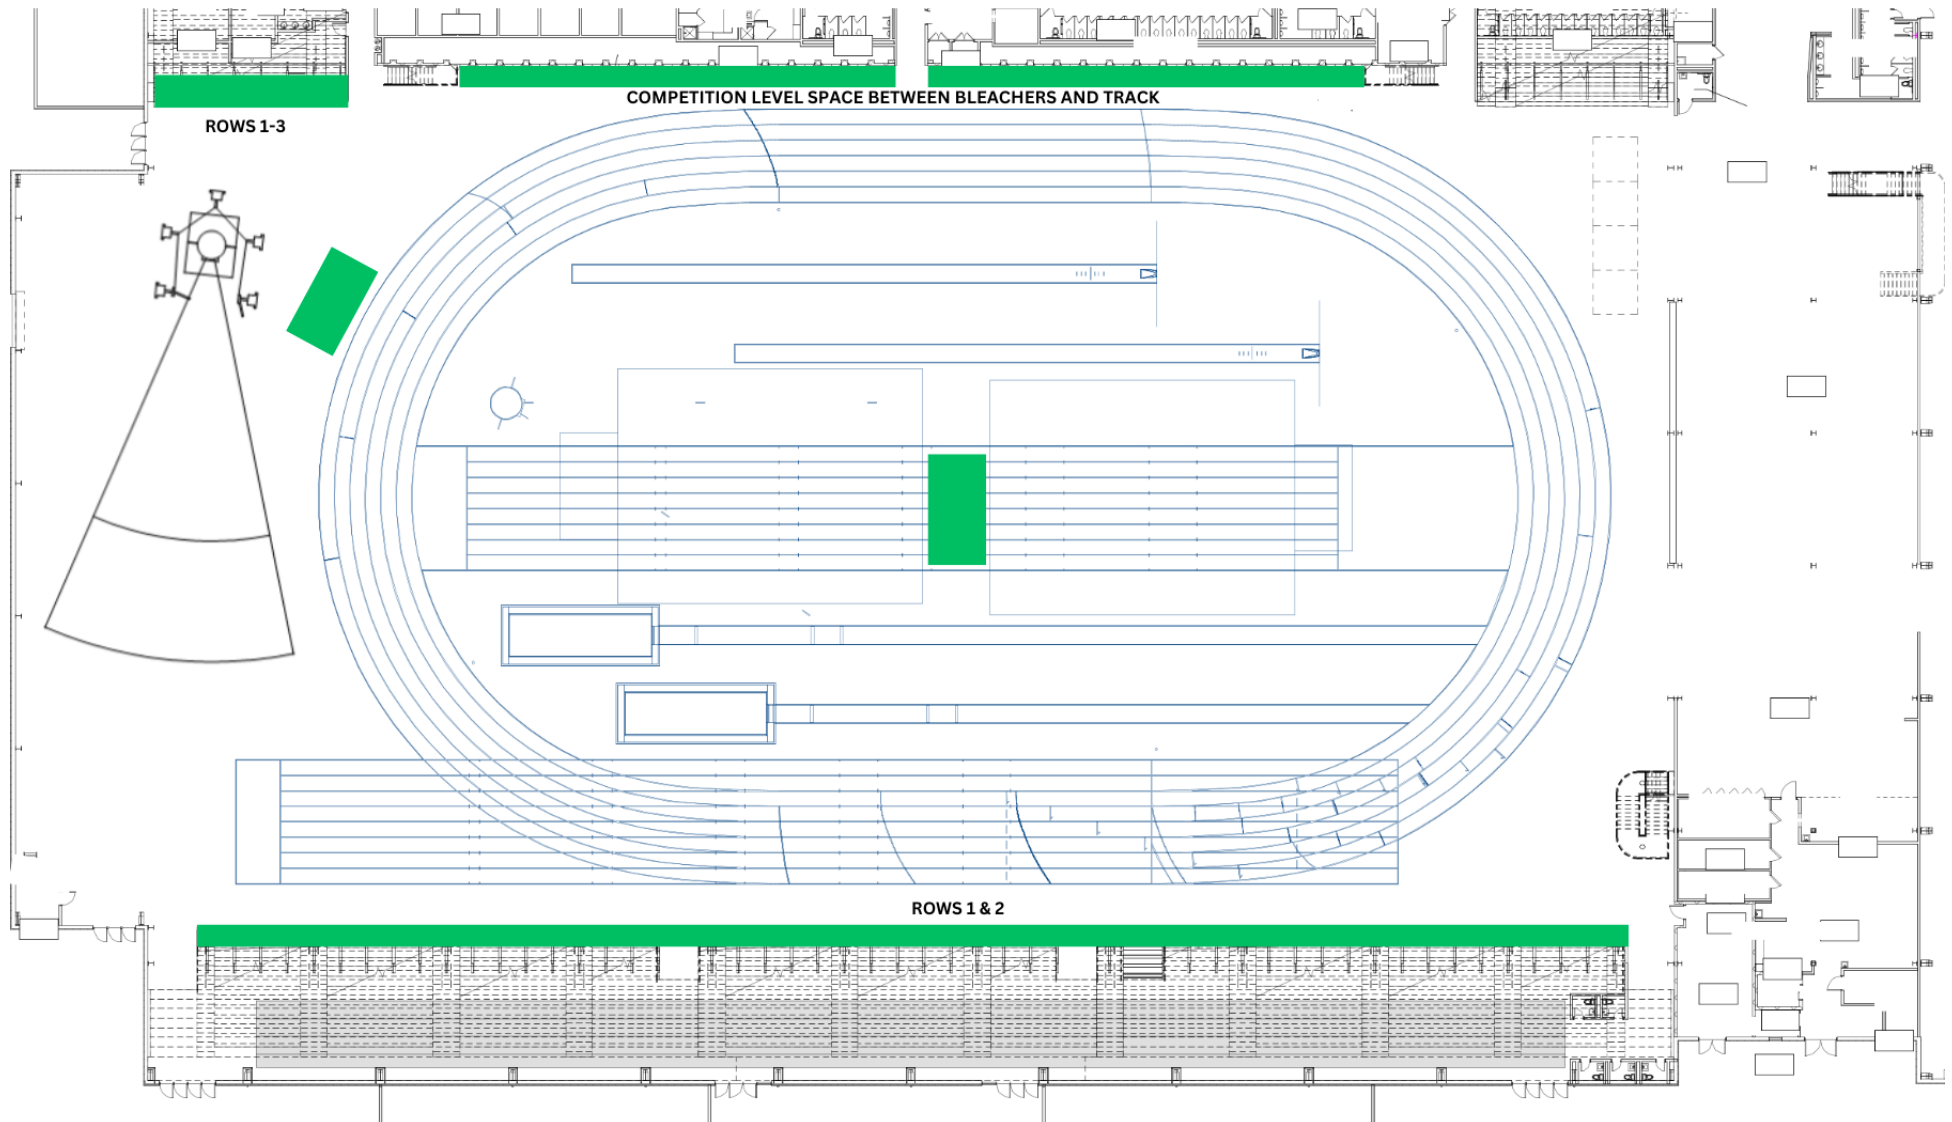 COMPETITION LEVEL SPACE BETWEEN BLEACHERS AND TRACK
ROWS 1-3
ROWS 1 & 2